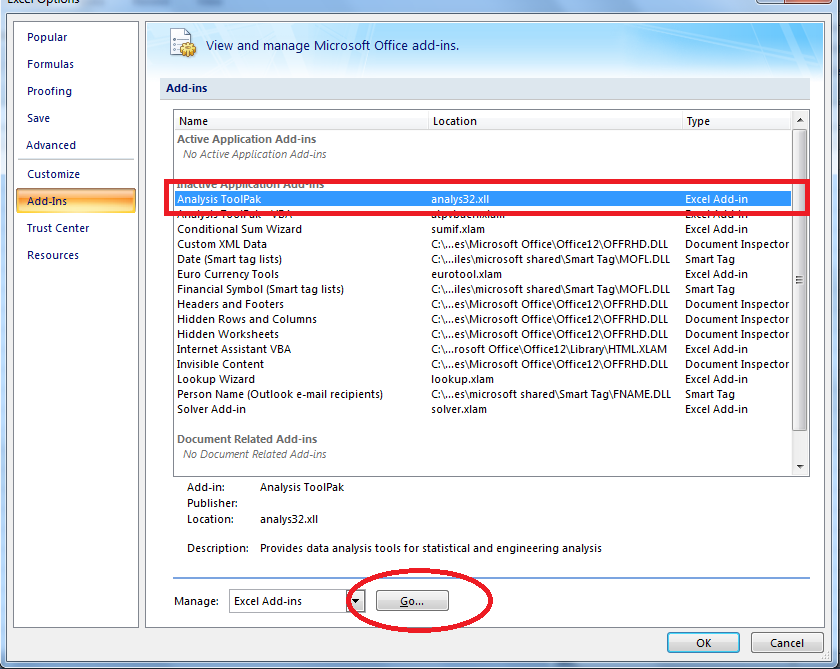 Excel Options
Popular
Formulas
Proofing
Save
Advanced
Customize
Add-Ins
Trust Center
Resources
View and manage Microsoft Office add-ins.
Add-ins
Name Location Type
Active Application Add-ins
No Active Application Add-ins
Inactive Application Add-ins
Analysis ToolPak analys32.xll Excel Add-in
Analysis ToolPak - VBA atpvbaen.xlam Excel Add-in
Conditional Sum Wizard sumif.xlam Excel Add-in
Custom XML Data C:\...es\Microsoft Office\Office12\OFFRHD.DLL Document Inspector
Date (Smart tag lists) C:\...iles\microsoft shared\Smart Tag\MOFL.DLL Smart Tag
Euro Currency Tools eurotool.xlam Excel Add-in
Financial Symbol (Smart tag lists) C:\...iles\microsoft shared\Smart Tag\MOFL.DLL Smart Tag
Headers and Footers C:\...es\Microsoft Office\Office12\OFFRHD.DLL Document Inspector
Hidden Rows and Columns C:\...es\Microsoft Office\Office12\OFFRHD.DLL Document Inspector
Hidden Worksheets C:\...es\Microsoft Office\Office12\OFFRHD.DLL Document Inspector
Internet Assistant VBA C:\...rosoft Office\Office12\Library\HTML.XLAM Excel Add-in
Invisible Content C:\...es\Microsoft Office\Office12\OFFRHD.DLL Document Inspector
Lookup Wizard lookup.xlam Excel Add-in
Person Name (Outlook e-mail recipients) C:\...es\microsoft shared\Smart Tag\FNAME.DLL Smart Tag
Solver Add-in solver.xlam Excel Add-in
Document Related Add-ins
No Document Related Add-ins
Add-in: Analysis ToolPak
Publisher:
Location: analys32.xll
Description: Provides data analysis tools for statistical and engineering analysis
Manage: Excel Add-ins Go...
OK Cancel